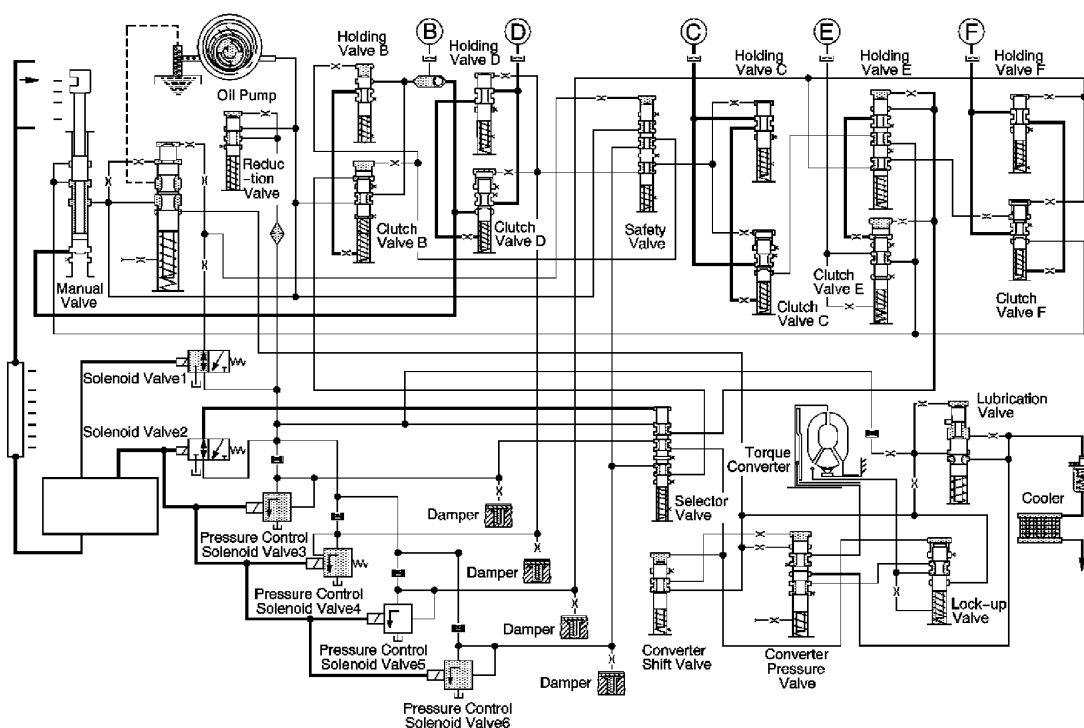 B
D
C
E
F
Holding
Valve B
Holding
Valve D
Holding
Valve C
Holding
Valve E
Holding
Valve F
Oil Pump
Reduc
-tion
Valve
Manual
Valve
Clutch
Valve B
Clutch
Valve D
Safety
Valve
Clutch
Valve C
Clutch
Valve E
Clutch
Valve F
Solenoid Valve1
Solenoid Valve2
Lubrication
Valve
Torque
Converter
Selector
Valve
Cooler
Damper
Pressure Control
Solenoid Valve3
Damper
Pressure Control
Solenoid Valve4
Damper
Pressure Control
Solenoid Valve5
Damper
Pressure Control
Solenoid Valve6
Converter
Shift Valve
Converter
Pressure
Valve
Lock-up
Valve